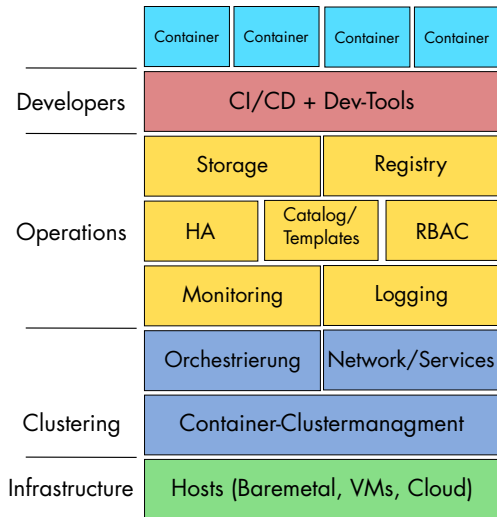 Container Container Container Container
Developers CI/CD + Dev-Tools
Storage Registry
Operations HA Catalog/ RBAC
Templates
Monitoring Logging
Orchestrierung Network/Services
Clustering Container-Clustermanagment
Infrastructure Hosts (Baremetal, VMs, Cloud)